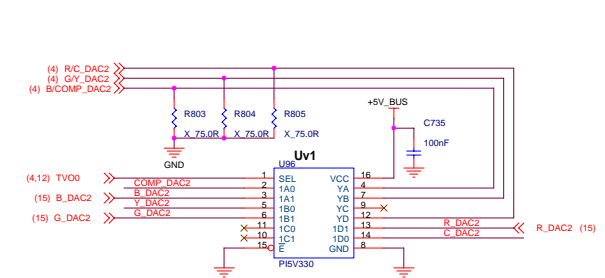 (4) R/C_DAC2
(4) G/Y_DAC2
(4) B/COMP_DAC2
+5V_BUS
R803 R804 R805
C735
X_75.0R X_75.0R X_75.0R
100nF
GND
Uv1
U96
(4,12) TVO0 1 SEL VCC 16
COMP_DAC2 2 1A0 YA 4
(15) B_DAC2 B_DAC2 3 1A1 YB 7
Y_DAC2 5 1B0 YC 9
(15) G_DAC2 G_DAC2 6 1B1 YD 12
11 1C0 1D1 13 R_DAC2 R_DAC2 (15)
10 1C1 1D0 14 C_DAC2
15 E GND 8
PI5V330